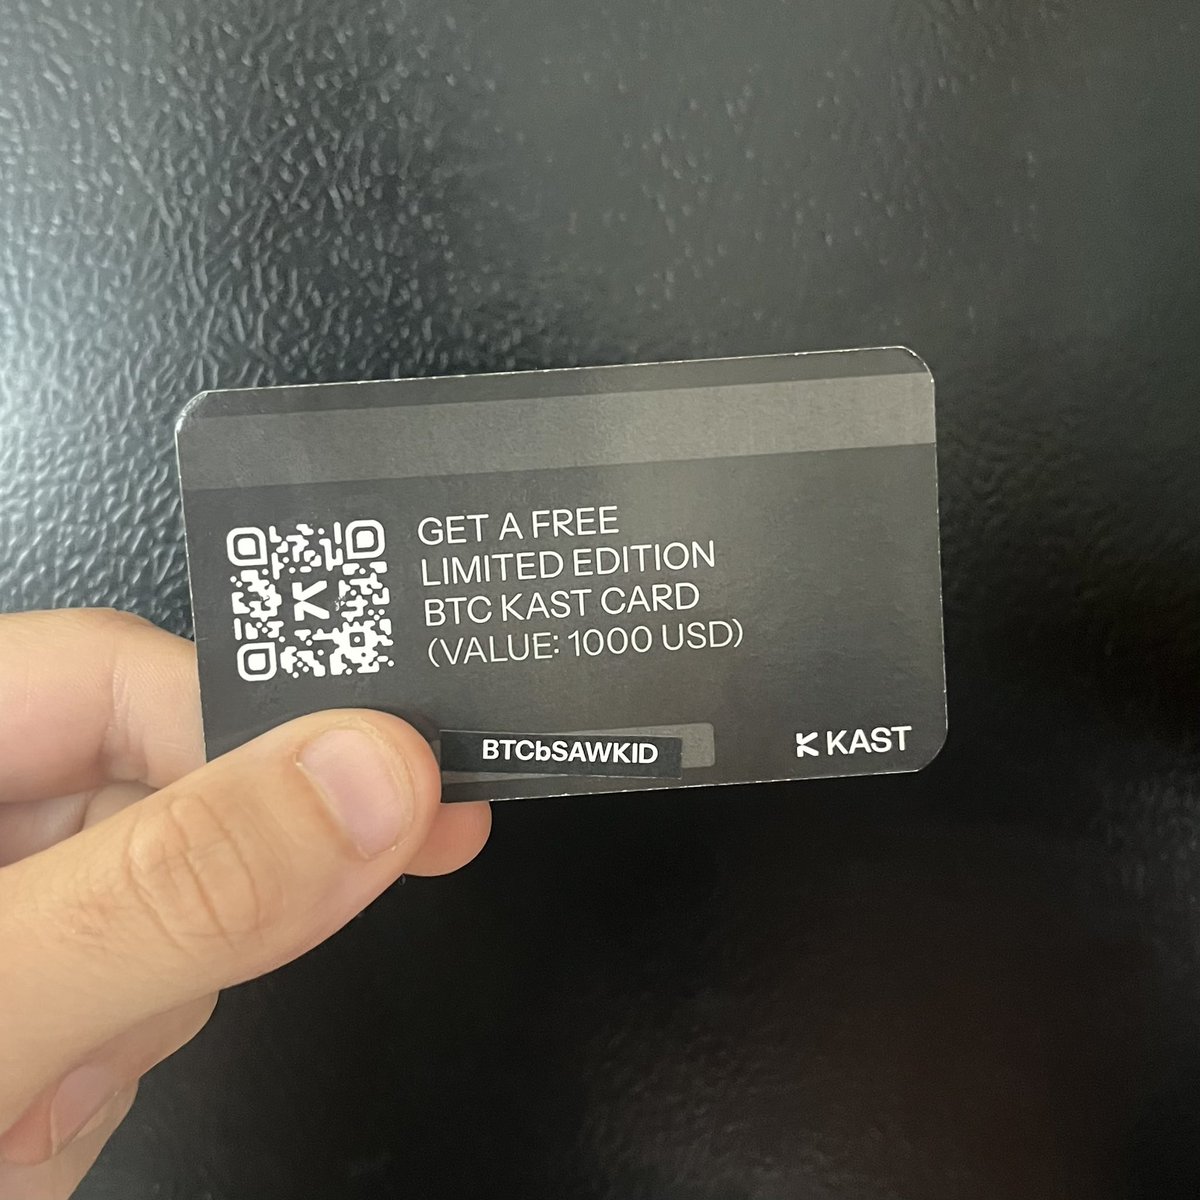 GET A FREE
LIMITED EDITION
BTC KAST CARD
(VALUE: 1000 USD)
BTCbSAWKID
KAST